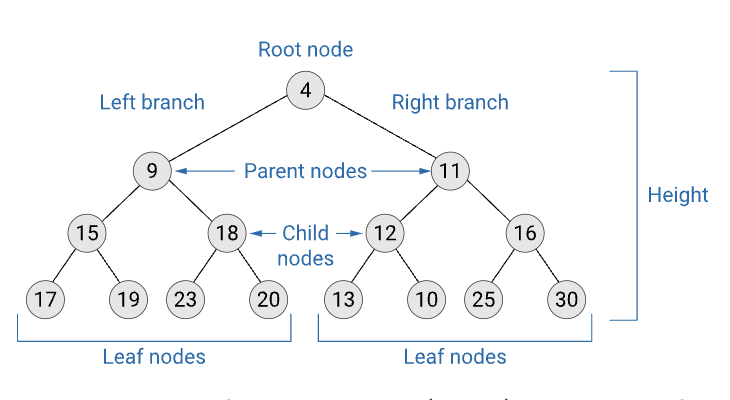 Root node
4
Left branch
Right branch
9
Parent nodes
11
Height
15
18
Child
nodes
12
16
17
19
23
20
13
10
25
30
Leaf nodes
Leaf nodes